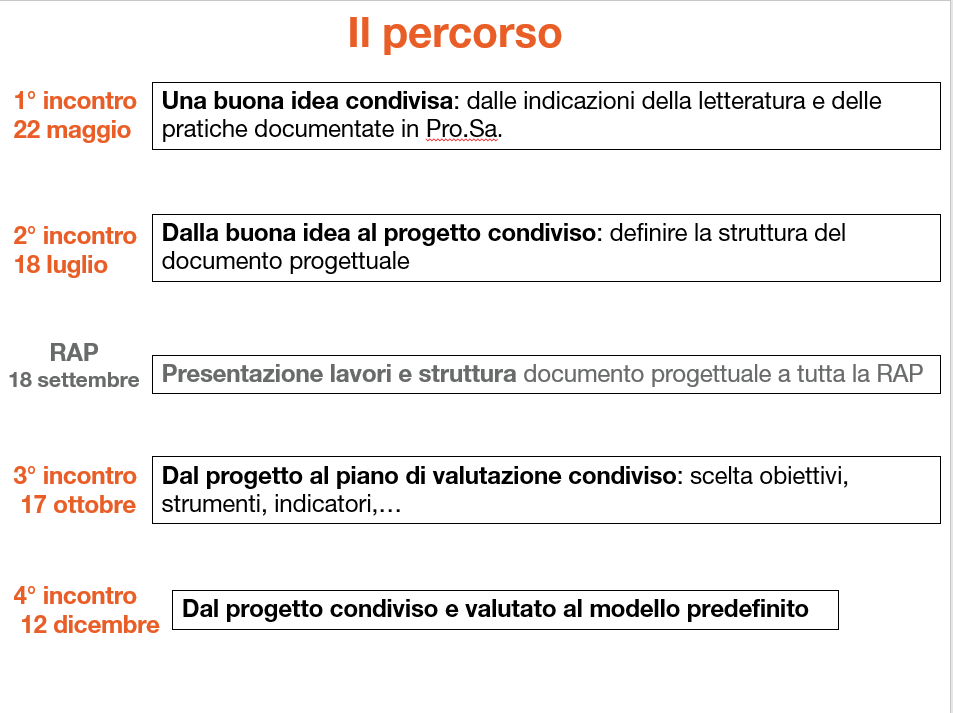 Il percorso
1° incontro
22 maggio
Una buona idea condivisa: dalle indicazioni della letteratura e delle
pratiche documentate in Pro.Sa.
2° incontro
18 luglio
Dalla buona idea al progetto condiviso: definire la struttura del
documento progettuale
RAP
18 settembre
Presentazione lavori e struttura documento progettuale a tutta la RAP
3° incontro
17 ottobre
Dal progetto al piano di valutazione condiviso: scelta obiettivi,
strumenti, indicatori,…
4° incontro
12 dicembre
Dal progetto condiviso e valutato al modello predefinito